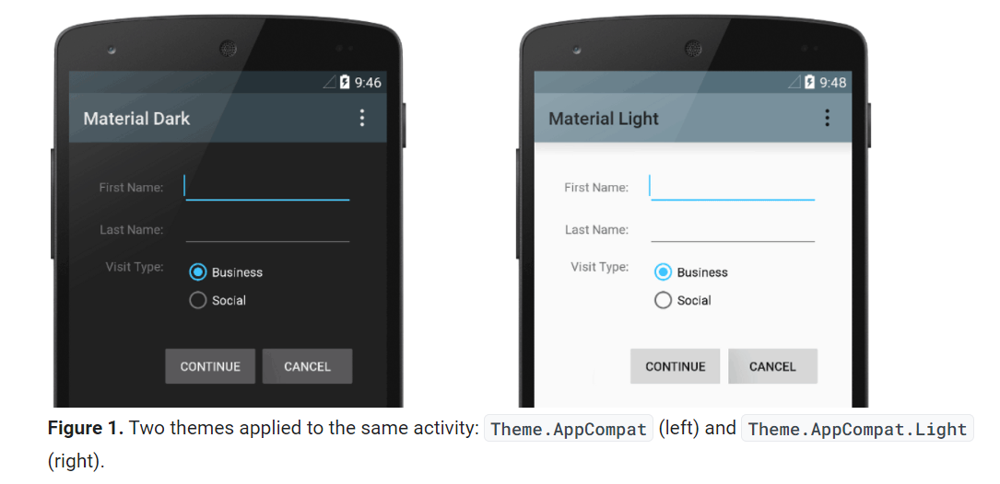 9:46
Material Dark
First Name:
Last Name:
Visit Type:
Business
Social
CONTINUE CANCEL
9:48
Material Light
First Name:
Last Name:
Visit Type:
Business
Social
CONTINUE CANCEL
Figure 1. Two themes applied to the same activity: Theme.AppCompat (left) and Theme.AppCompat.Light
(right).